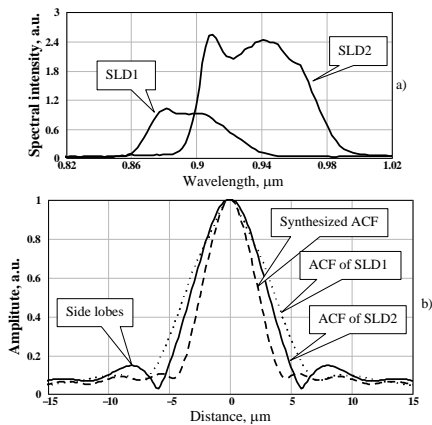 Spectral intensity, a.u.
3
2.4
1.8
1.2
0.6
0
0.82
0.86
0.9
0.94
0.98
1.02
Wavelength, μm
SLD1
SLD2
a)
Amplitute, a.u.
1
0.8
0.6
0.4
0.2
0
−15
−10
−5
0
5
10
15
Distance, μm
Synthesized ACF
ACF of SLD1
ACF of SLD2
Side lobes
b)